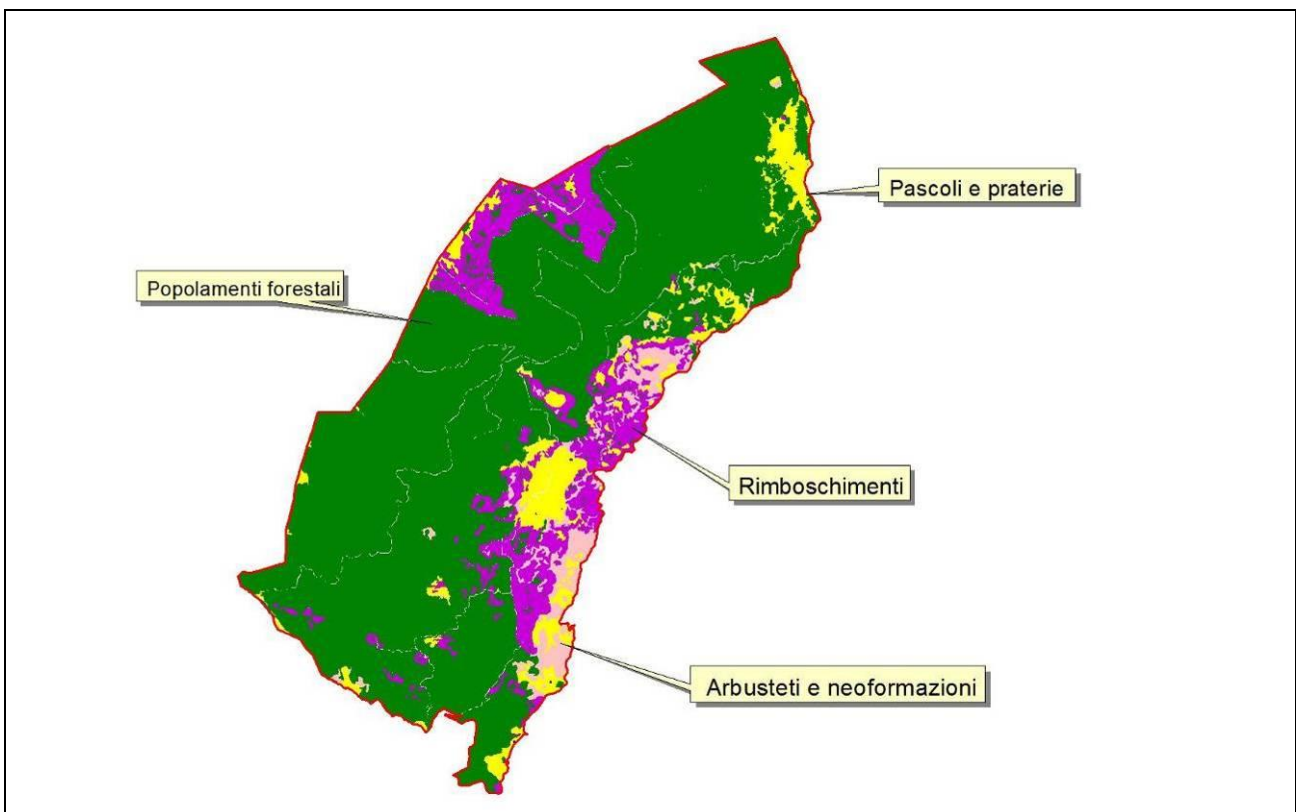 Pascoli e praterie
Popolamenti forestali
Rimboschimenti
Arbusteti e neoformazioni